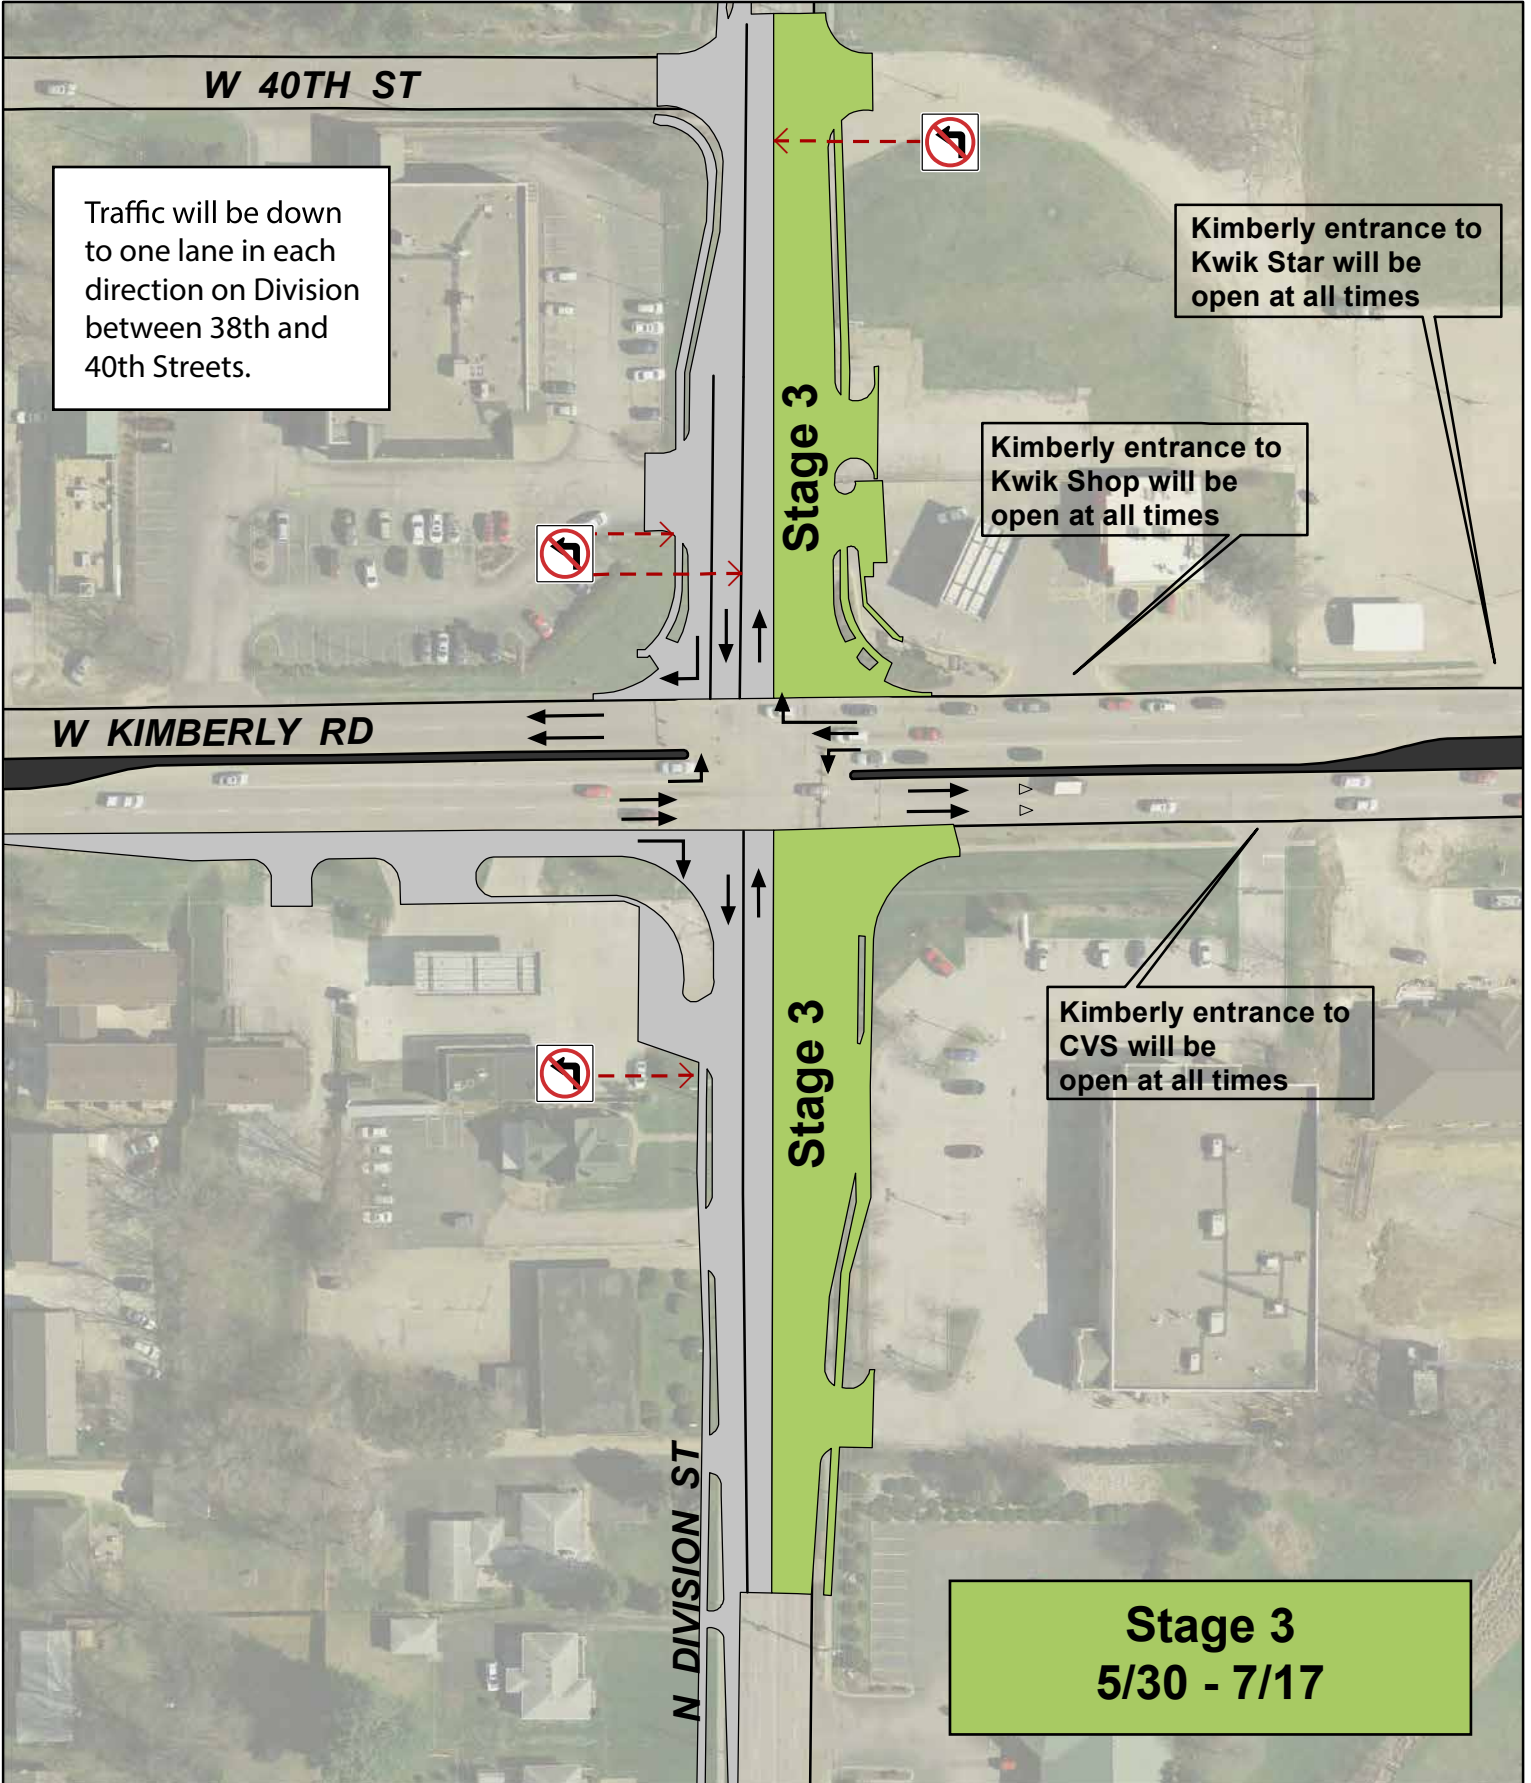 W 40TH ST
Traffic will be down
to one lane in each
direction on Division
between 38th and
40th Streets.
Kimberly entrance to
Kwik Star will be
open at all times
Stage 3
Kimberly entrance to
Kwik Shop will be
open at all times
W KIMBERLY RD
Stage 3
Kimberly entrance to
CVS will be
open at all times
N DIVISION ST
Stage 3
5/30 - 7/17